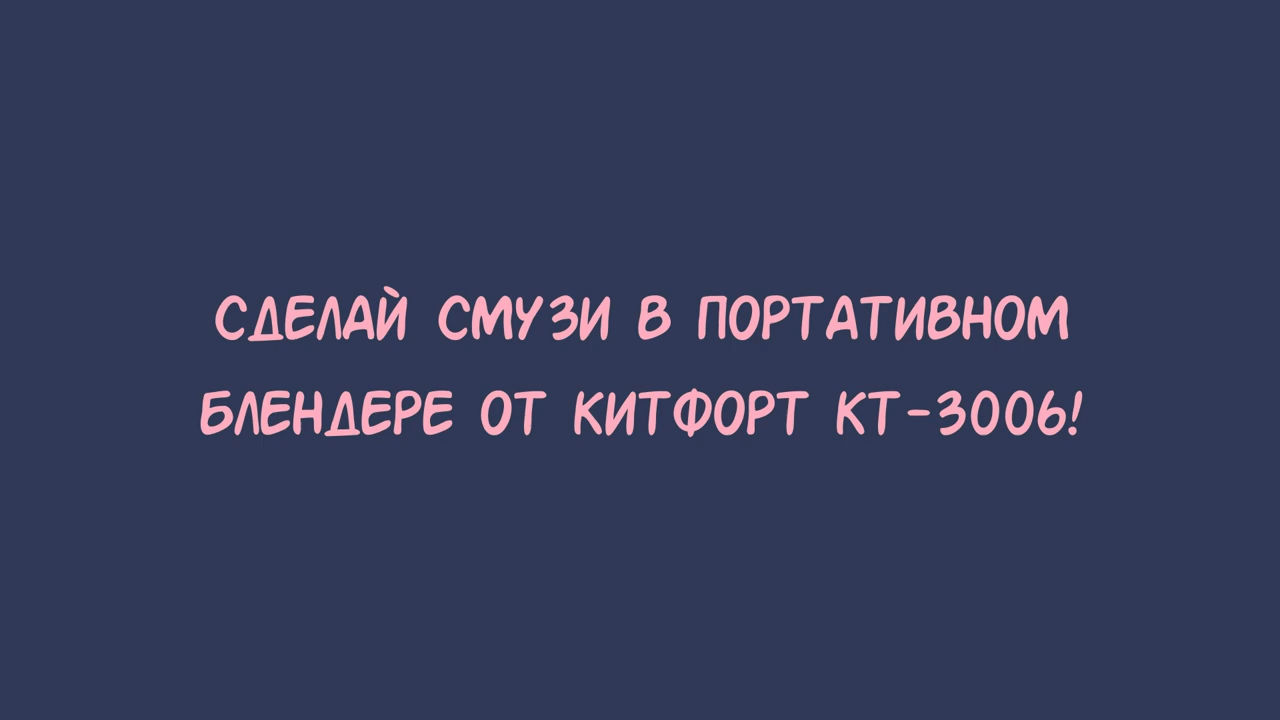 СДЕЛАЙ СМУЗИ В ПОРТАТИВНОМ
БЛЕНДЕРЕ ОТ КИТФОРТ КТ-3006!